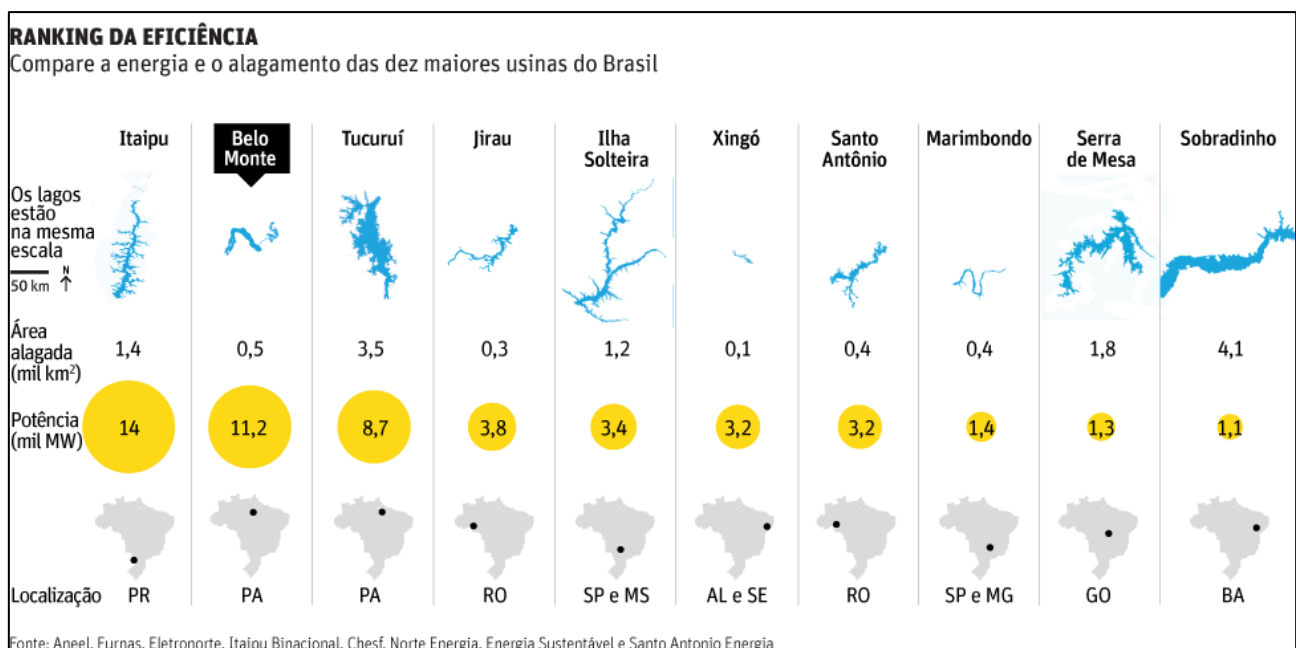 RANKING DA EFICIÊNCIA
Compare a energia e o alagamento das dez maiores usinas do Brasil
Itaipu
Belo
Monte
Tucuruí
Jirau
Ilha
Solteira
Xingó
Santo
Antônio
Marimbondo
Serra
de Mesa
Sobradinho
Os lagos
estão
na mesma
escala
N
50 km
Área
alagada
(mil km²)
1,4 0,5 3,5 0,3 1,2 0,1 0,4 0,4 1,8 4,1
Potência
(mil MW)
14 11,2 8,7 3,8 3,4 3,2 3,2 1,4 1,3 1,1
Localização PR PA PA RO SP e MS AL e SE RO SP e MG GO BA
Fonte: Aneel, Furnas, Eletronorte, Itaipu Binacional, Chesf, Norte Energia, Energia Sustentável e Santo Antonio Energia